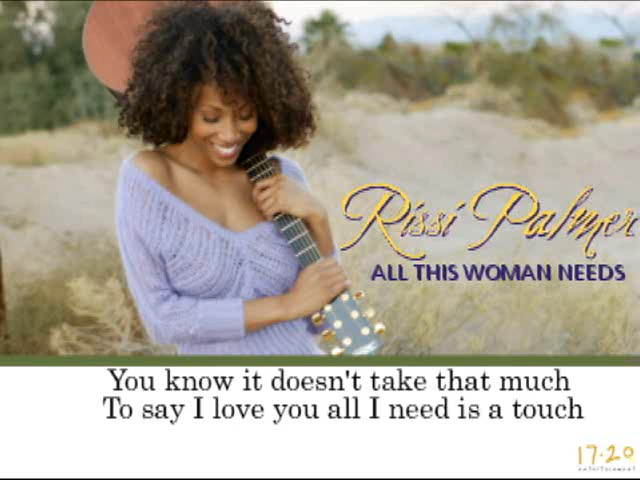 Rissi Palmer
ALL THIS WOMAN NEEDS
You know it doesn't take that much
To say I love you all I need is a touch
17·20
entertainment